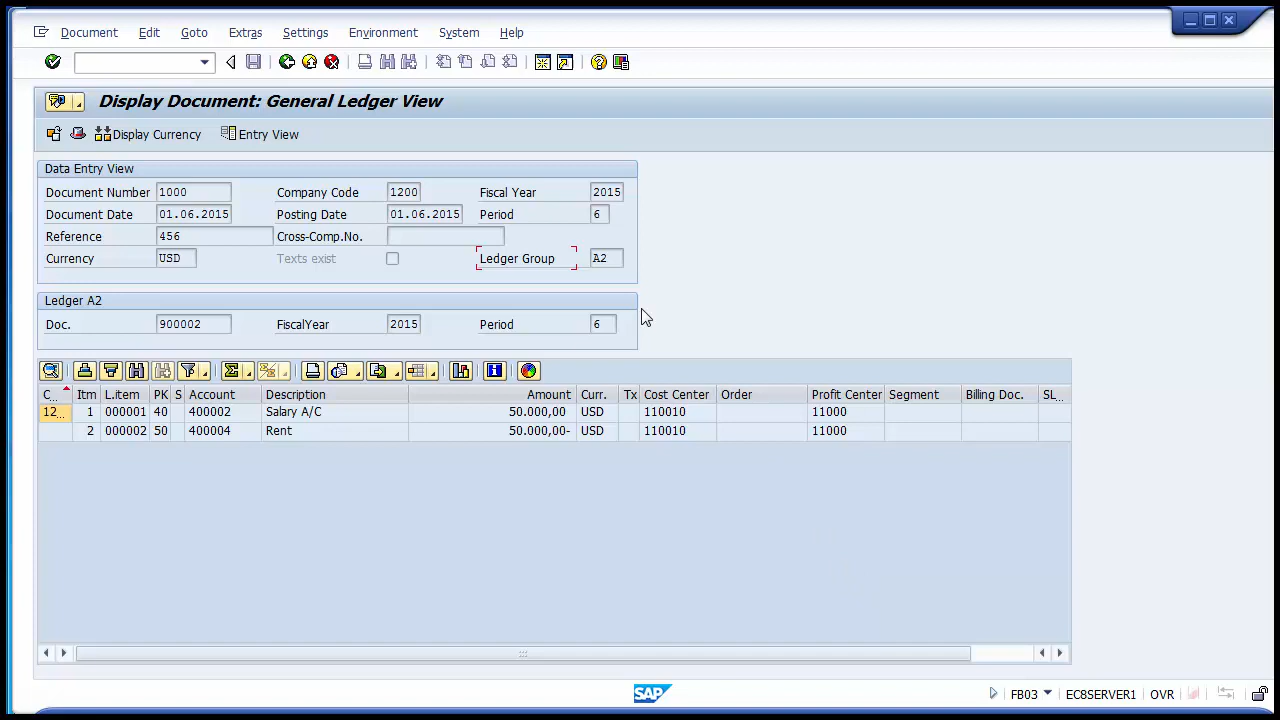 Document Edit Goto Extras Settings Environment System Help
Display Document: General Ledger View
Display Currency Entry View
Data Entry View
Document Number 1000 Company Code 1200 Fiscal Year 2015
Document Date 01.06.2015 Posting Date 01.06.2015 Period 6
Reference 456 Cross-Comp.No.
Currency USD Texts exist Ledger Group A2
Ledger A2
Doc. 900002 FiscalYear 2015 Period 6
C.. Itm L.item PK S Account Description Amount Curr. Tx Cost Center Order Profit Center Segment Billing Doc. SL...
12... 1 000001 40 400002 Salary A/C 50.000,00 USD 110010 11000
2 000002 50 400004 Rent 50.000,00- USD 110010 11000
SAP FB03 EC8SERVER1 OVR